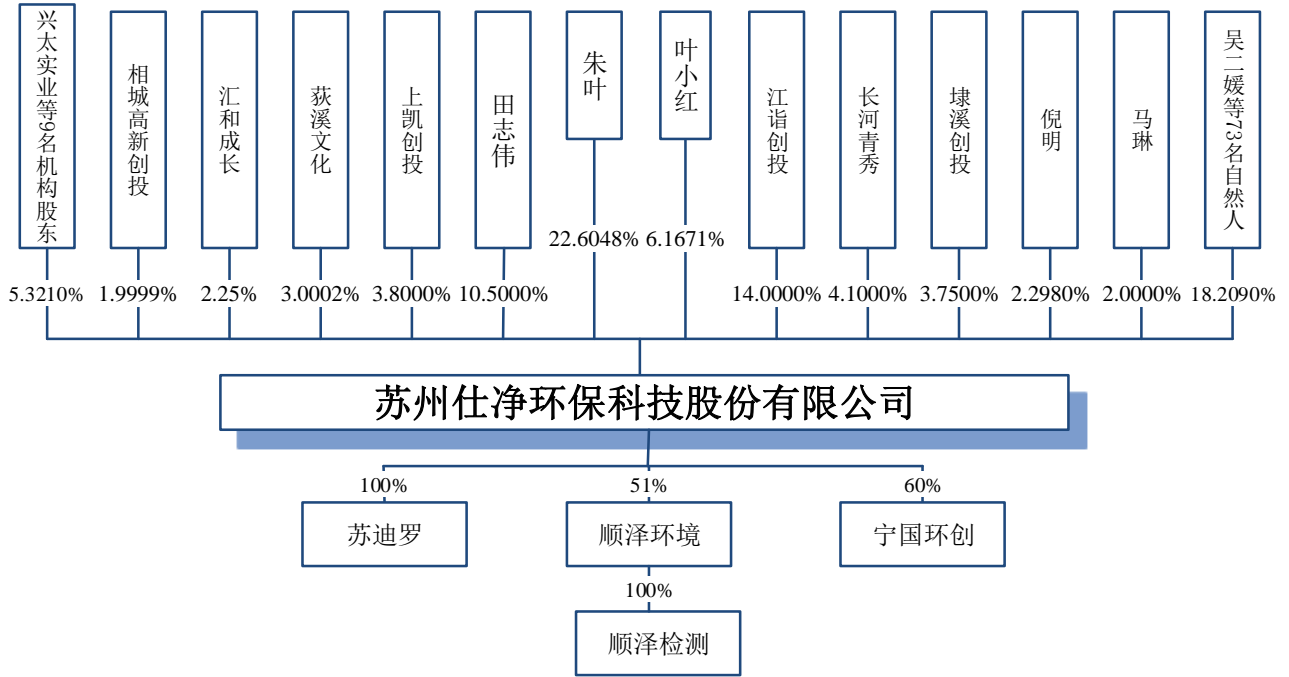 兴太实业等9名机构股东
相城高新创投
汇和成长
荻溪文化
上凯创投
田志伟
朱叶
叶小红
江诣创投
长河青秀
埭溪创投
倪明
马琳
吴二媛等73名自然人
22.6048%
6.1671%
5.3210%
1.9999%
2.25%
3.0002%
3.8000%
10.5000%
14.0000%
4.1000%
3.7500%
2.2980%
2.0000%
18.2090%
苏州仕净环保科技股份有限公司
100%
51%
60%
苏迪罗
顺泽环境
宁国环创
100%
顺泽检测